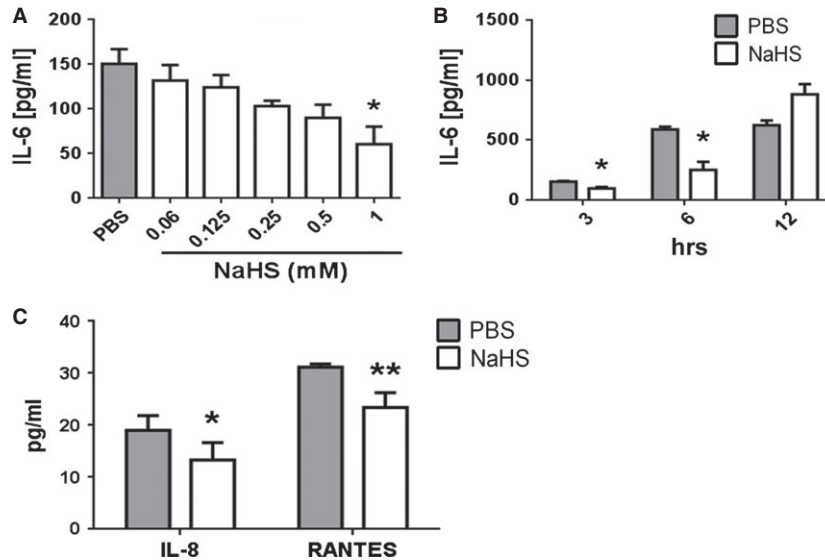 A
IL-6 [pg/ml]
200
150
100
50
0
PBS
0.06
0.125
0.25
0.5
1
*
NaHS (mM)
B
IL-6 [pg/ml]
1500
1000
500
0
*
*
3
6
12
hrs
PBS
NaHS
C
pg/ml
40
30
20
10
0
*
**
IL-8
RANTES
PBS
NaHS